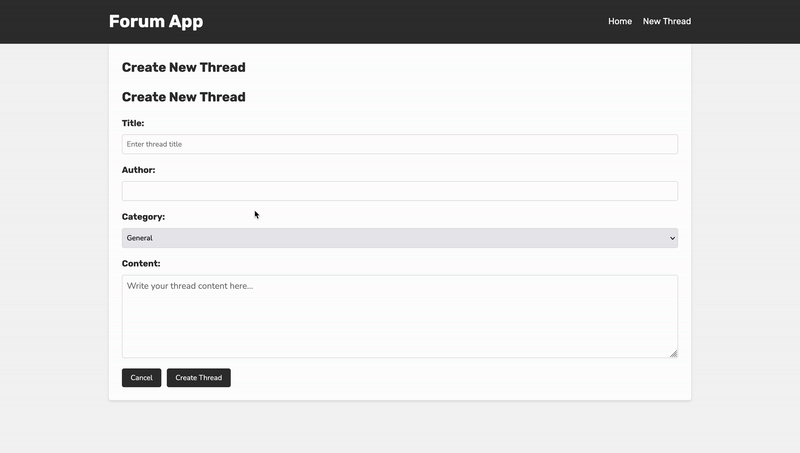 Forum App
Home New Thread
Create New Thread
Create New Thread
Title:
Enter thread title
Author:
Category:
General
Content:
Write your thread content here...
Cancel Create Thread